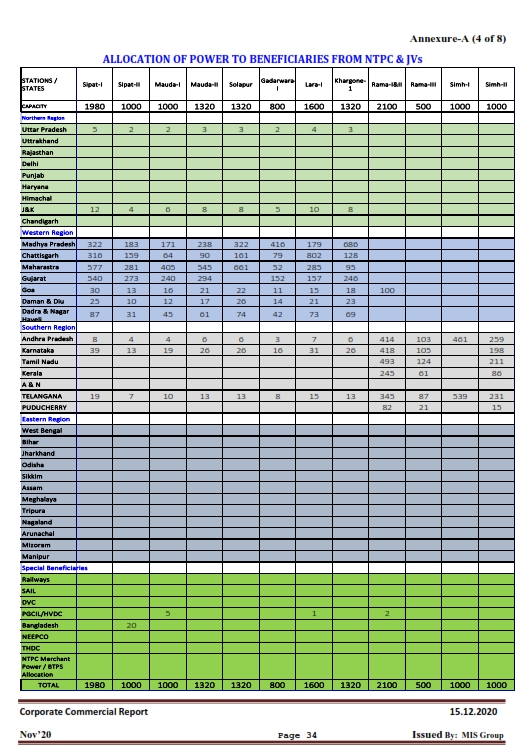 Annexure-A (4 of 8)
ALLOCATION OF POWER TO BENEFICIARIES FROM NTPC & JVs
STATIONS / STATES Sipat-I Sipat-II Mauda-I Mauda-II Solapur Gadarwara-I Lara-I Khargone-1 Rama-I&II Rama-III Simh-I Simh-II
CAPACITY 1980 1000 1000 1320 1320 800 1600 1320 2100 500 1000 1000
Northern Region
Uttar Pradesh 5 2 2 3 3 2 4 3
Uttrakhand
Rajasthan
Delhi
Punjab
Haryana
Himachal
J&K 12 4 6 8 8 5 10 8
Chandigarh
Western Region
Madhya Pradesh 322 183 171 238 322 416 179 686
Chattisgarh 316 159 64 90 161 79 802 128
Maharastra 577 281 405 545 661 52 285 95
Gujarat 540 273 240 294 152 157 246
Goa 30 13 16 21 22 11 15 18 100
Daman & Diu 25 10 12 17 26 14 21 23
Dadra & Nagar Haveli 87 31 45 61 74 42 73 69
Southern Region
Andhra Pradesh 8 4 4 6 6 3 7 6 414 103 461 259
Karnataka 39 13 19 26 26 16 31 26 418 105 198
Tamil Nadu 493 124 211
Kerala 245 61 86
A & N
TELANGANA 19 7 10 13 13 8 15 13 345 87 539 231
PUDUCHERRY 82 21 15
Eastern Region
West Bengal
Bihar
Jharkhand
Odisha
Sikkim
Assam
Meghalaya
Tripura
Nagaland
Arunachal
Mizoram
Manipur
Special Beneficiaries
Railways
SAIL
DVC
PGCIL/HVDC 5 1 2
Bangladesh 20
NEEPCO
THDC
NTPC Merchant Power / BTPS Allocation
TOTAL 1980 1000 1000 1320 1320 800 1600 1320 2100 500 1000 1000
Corporate Commercial Report 15.12.2020
Nov'20 Page 34 Issued By: MIS Group